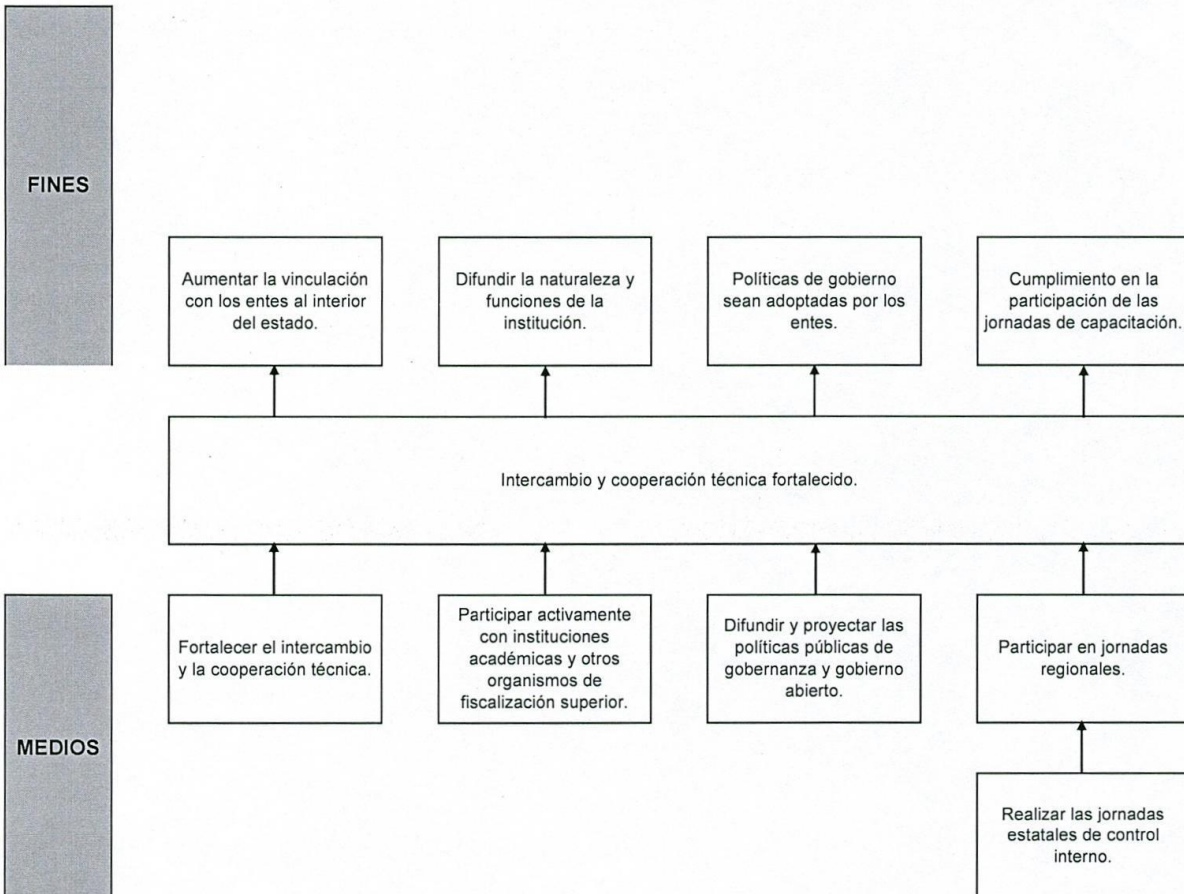 FINES
Aumentar la vinculación
con los entes al interior
del estado.
Difundir la naturaleza y
funciones de la
institución.
Políticas de gobierno
sean adoptadas por los
entes.
Cumplimiento en la
participación de las
jornadas de capacitación.
Intercambio y cooperación técnica fortalecido.
MEDIOS
Fortalecer el intercambio
y la cooperación técnica.
Participar activamente
con instituciones
académicas y otros
organismos de
fiscalización superior.
Difundir y proyectar las
políticas públicas de
gobernanza y gobierno
abierto.
Participar en jornadas
regionales.
Realizar las jornadas
estatales de control
interno.